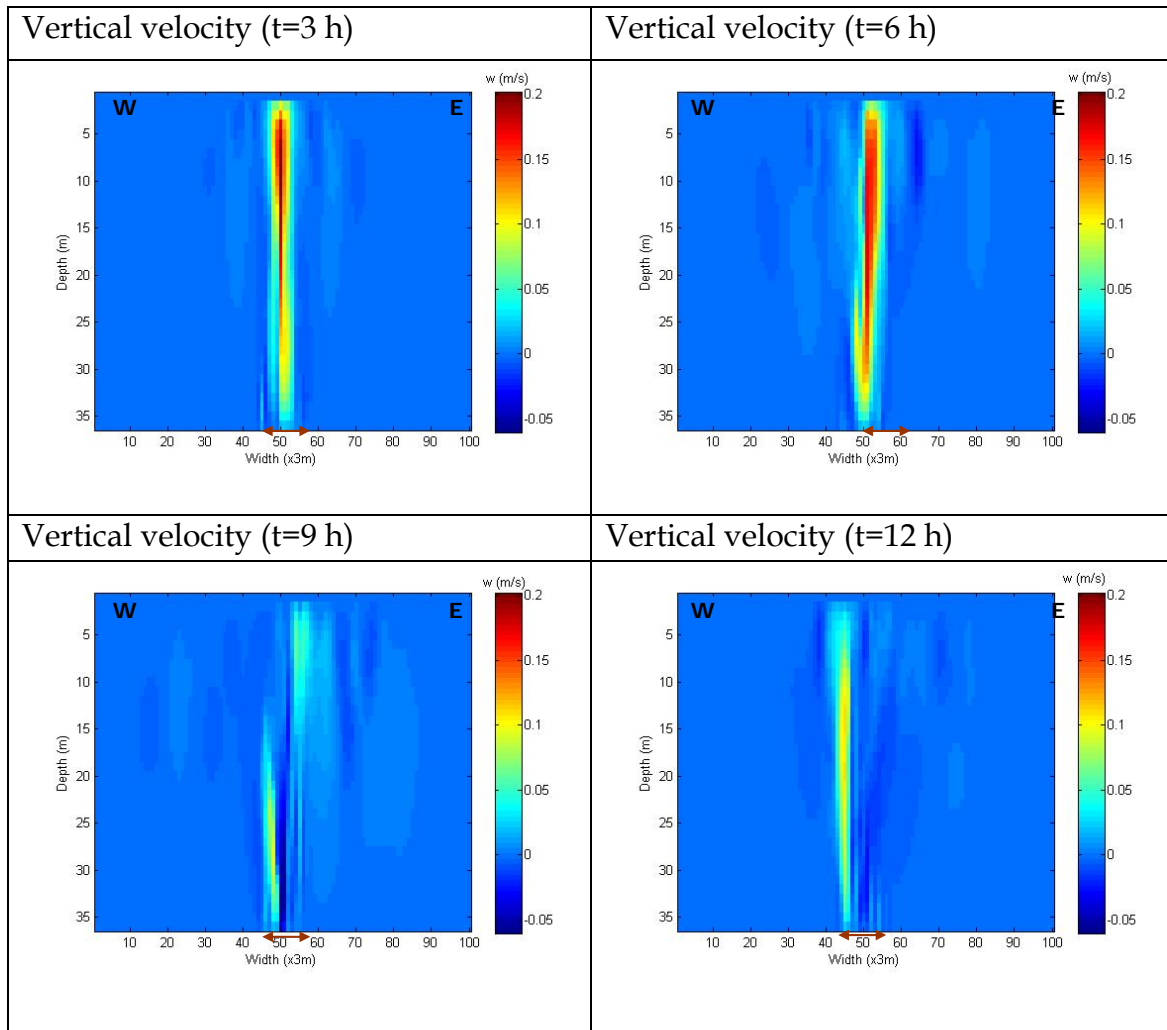 Vertical velocity (t=3 h)
Vertical velocity (t=6 h)
w (m/s)
W
E
5
10
15
20
25
30
35
Depth (m)
10 20 30 40 50 60 70 80 90 100
Width (x3m)
0.2
0.15
0.1
0.05
0
-0.05
w (m/s)
W
E
5
10
15
20
25
30
35
Depth (m)
10 20 30 40 50 60 70 80 90 100
Width (x3m)
0.2
0.15
0.1
0.05
0
-0.05
Vertical velocity (t=9 h)
Vertical velocity (t=12 h)
w (m/s)
W
E
5
10
15
20
25
30
35
Depth (m)
10 20 30 40 50 60 70 80 90 100
Width (x3m)
0.2
0.15
0.1
0.05
0
-0.05
w (m/s)
W
E
5
10
15
20
25
30
35
Depth (m)
10 20 30 40 50 60 70 80 90 100
Width (x3m)
0.2
0.15
0.1
0.05
0
-0.05